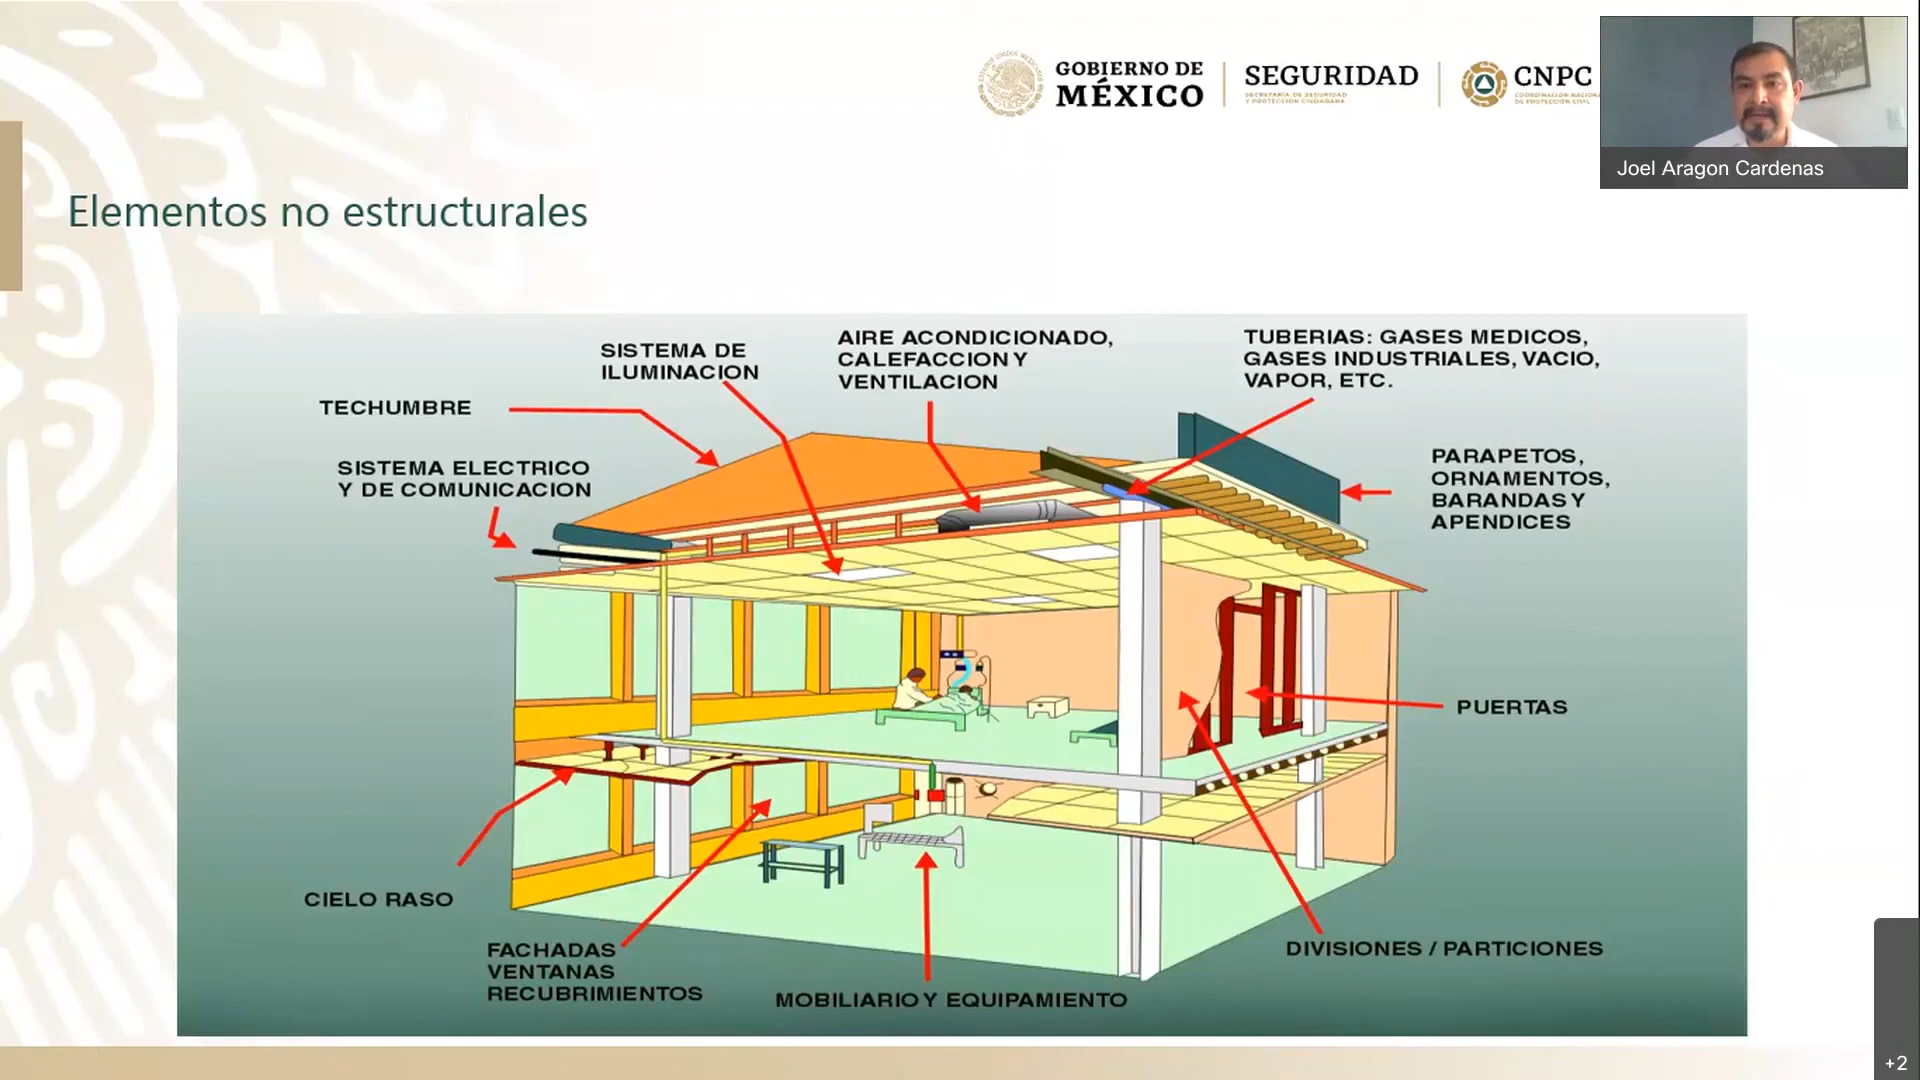 GOBIERNO DE
MÉXICO
SEGURIDAD
SECRETARÍA DE SEGURIDAD
Y PROTECCIÓN CIUDADANA
CNPC
COORDINACIÓN NACIONAL
DE PROTECCIÓN CIVIL
Joel Aragon Cardenas
Elementos no estructurales
SISTEMA DE
ILUMINACION
AIRE ACONDICIONADO,
CALEFACCION Y
VENTILACION
TUBERIAS: GASES MEDICOS,
GASES INDUSTRIALES, VACIO,
VAPOR, ETC.
TECHUMBRE
SISTEMA ELECTRICO
Y DE COMUNICACION
PARAPETOS,
ORNAMENTOS,
BARANDAS Y
APENDICES
PUERTAS
CIELO RASO
FACHADAS
VENTANAS
RECUBRIMIENTOS
MOBILIARIO Y EQUIPAMIENTO
DIVISIONES / PARTICIONES
+2